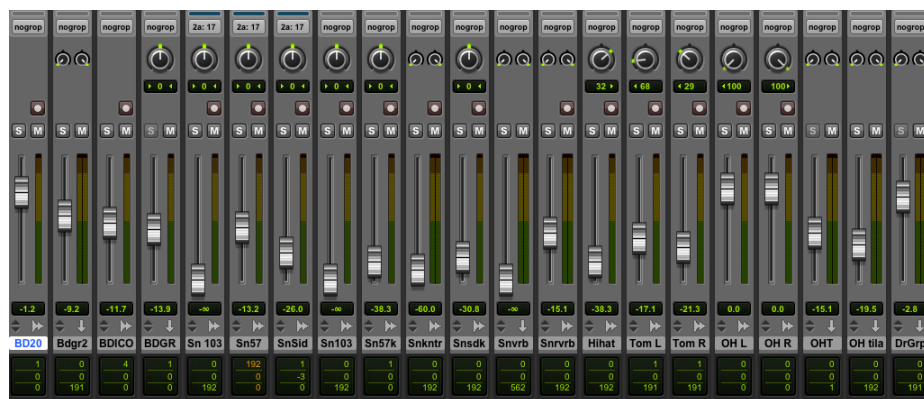 nogrop nogrop nogrop nogrop 2a: 17 2a: 17 2a: 17 nogrop nogrop nogrop nogrop nogrop nogrop nogrop nogrop nogrop nogrop nogrop nogrop nogrop nogrop
0 0 0 0 0 0 0 32 68 29 100 100
S M S M S M S M S M S M S M S M S M S M S M S M S M S M S M S M S M S M S M S M S M
-1.2 -9.2 -11.7 -13.9 -∞ -13.2 -26.0 -∞ -38.3 -60.0 -30.8 -∞ -15.1 -38.3 -17.1 -21.3 0.0 0.0 -15.1 -19.5 -2.8
BD20 Bdgr2 BDICO BDGR Sn 103 Sn57 SnSid Sn103 Sn57k Snkntr Snsdk Snvrb Snrvrb Hihat Tom L Tom R OH L OH R OHT OH tila DrGrp
1 0 4 1 0 192 1 0 1 0 0 0 0 0 1 1 0 0 0 0 0
0 0 0 0 0 0 -3 0 0 0 0 0 0 0 0 0 0 0 0 0 0
0 191 0 0 192 0 0 192 0 192 192 562 192 192 191 191 0 0 1 192 191